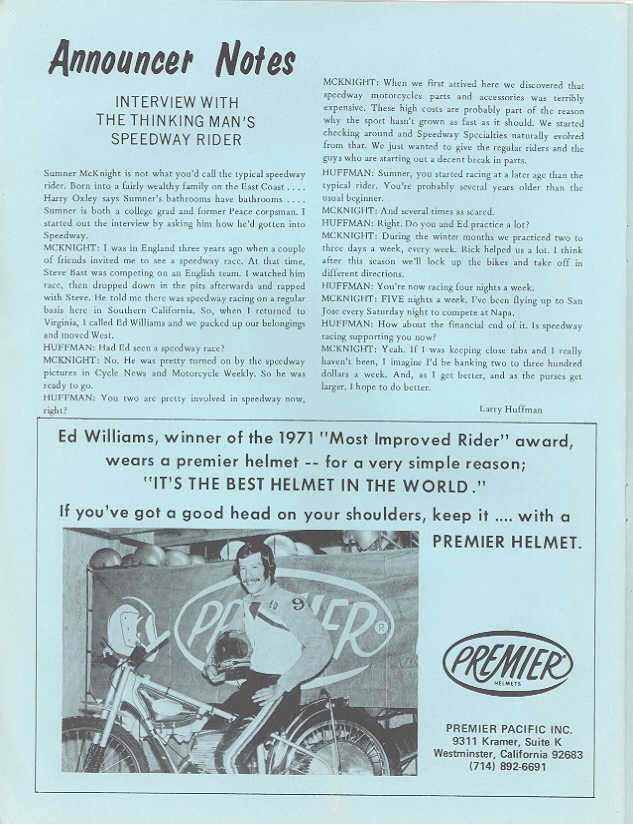 Announcer Notes
INTERVIEW WITH
THE THINKING MAN'S
SPEEDWAY RIDER
Sumner McKnight is not what you'd call the typical speedway
rider. Born into a fairly wealthy family on the East Coast . . . .
Harry Oxley says Sumner's bathrooms have bathrooms . . . .
Sumner is both a college grad and former Peace corpsman. I
started out the interview by asking him how he'd gotten into
Speedway.
MCKNIGHT: I was in England three years ago when a couple
of friends invited me to see a speedway race. At that time,
Steve Bast was competing on an English team. I watched him
race, then dropped down in the pits afterwards and rapped
with Steve. He told me there was speedway racing on a regular
basis here in Southern California. So, when I returned to
Virginia, I called Ed Williams and we packed up our belongings
and moved West.
HUFFMAN: Had Ed seen a speedway race?
MCKNIGHT: No. He was pretty turned on by the speedway
pictures in Cycle News and Motorcycle Weekly. So he was
ready to go.
HUFFMAN: You two are pretty involved in speedway now,
right?
MCKNIGHT: When we first arrived here we discovered that
speedway motorcycles parts and accessories was terribly
expensive. These high costs are probably part of the reason
why the sport hasn't grown as fast as it should. We started
checking around and Speedway Specialties naturally evolved
from that. We just wanted to give the regular riders and the
guys who are starting out a decent break in parts.
HUFFMAN: Sumner, you started racing at a later age than the
typical rider. You're probably several years older than the
usual beginner.
MCKNIGHT: And several times as scared.
HUFFMAN: Right. Do you and Ed practice a lot?
MCKNIGHT: During the winter months we practiced two to
three days a week, every week. Rick helped us a lot. I think
after this season we'll lock up the bikes and take off in
different directions.
HUFFMAN: You're now racing four nights a week.
MCKNIGHT: FIVE nights a week. I've been flying up to San
Jose every Saturday night to compete at Napa.
HUFFMAN: How about the financial end of it. Is speedway
racing supporting you now?
MCKNIGHT: Yeah. If I was keeping close tabs and I really
haven't been, I imagine I'd be banking two to three hundred
dollars a week. And, as I get better, and as the purses get
larger, I hope to do better.
Larry Huffman
Ed Williams, winner of the 1971 "Most Improved Rider" award,
wears a premier helmet -- for a very simple reason;
"IT'S THE BEST HELMET IN THE WORLD."
If you've got a good head on your shoulders, keep it .... with a
PREMIER HELMET.
PREMIER
ED 9
PREMIER
HELMETS
PREMIER PACIFIC INC.
9311 Kramer, Suite K
Westminster, California 92683
(714) 892-6691